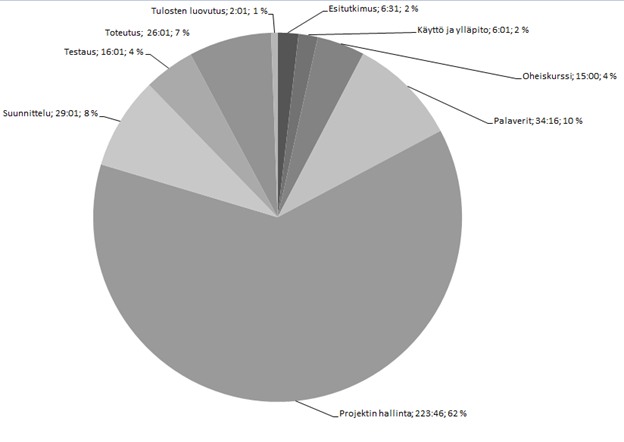 Tulosten luovutus; 2:01; 1 %
Esitutkimus; 6:31; 2 %
Toteutus; 26:01; 7 %
Käyttö ja ylläpito; 6:01; 2 %
Testaus; 16:01; 4 %
Oheiskurssi; 15:00; 4 %
Suunnittelu; 29:01; 8 %
Palaverit; 34:16; 10 %
Projektin hallinta; 223:46; 62 %